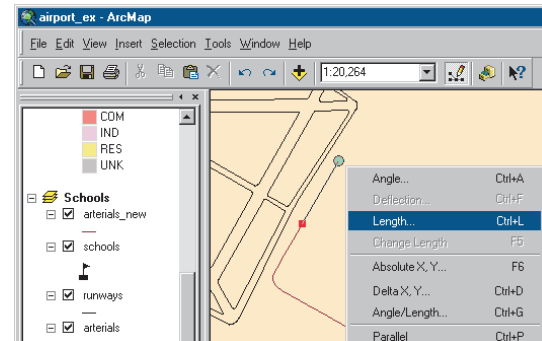 airport_ex - ArcMap
File Edit View Insert Selection Tools Window Help
1:20,264
COM
IND
RES
UNK
Schools
arterials_new
schools
runways
arterials
Angle... Ctrl+A
Deflection... Ctrl+F
Length... Ctrl+L
Change Length F5
Absolute X, Y... F6
Delta X, Y... Ctrl+D
Angle/Length... Ctrl+G
Parallel Ctrl+P